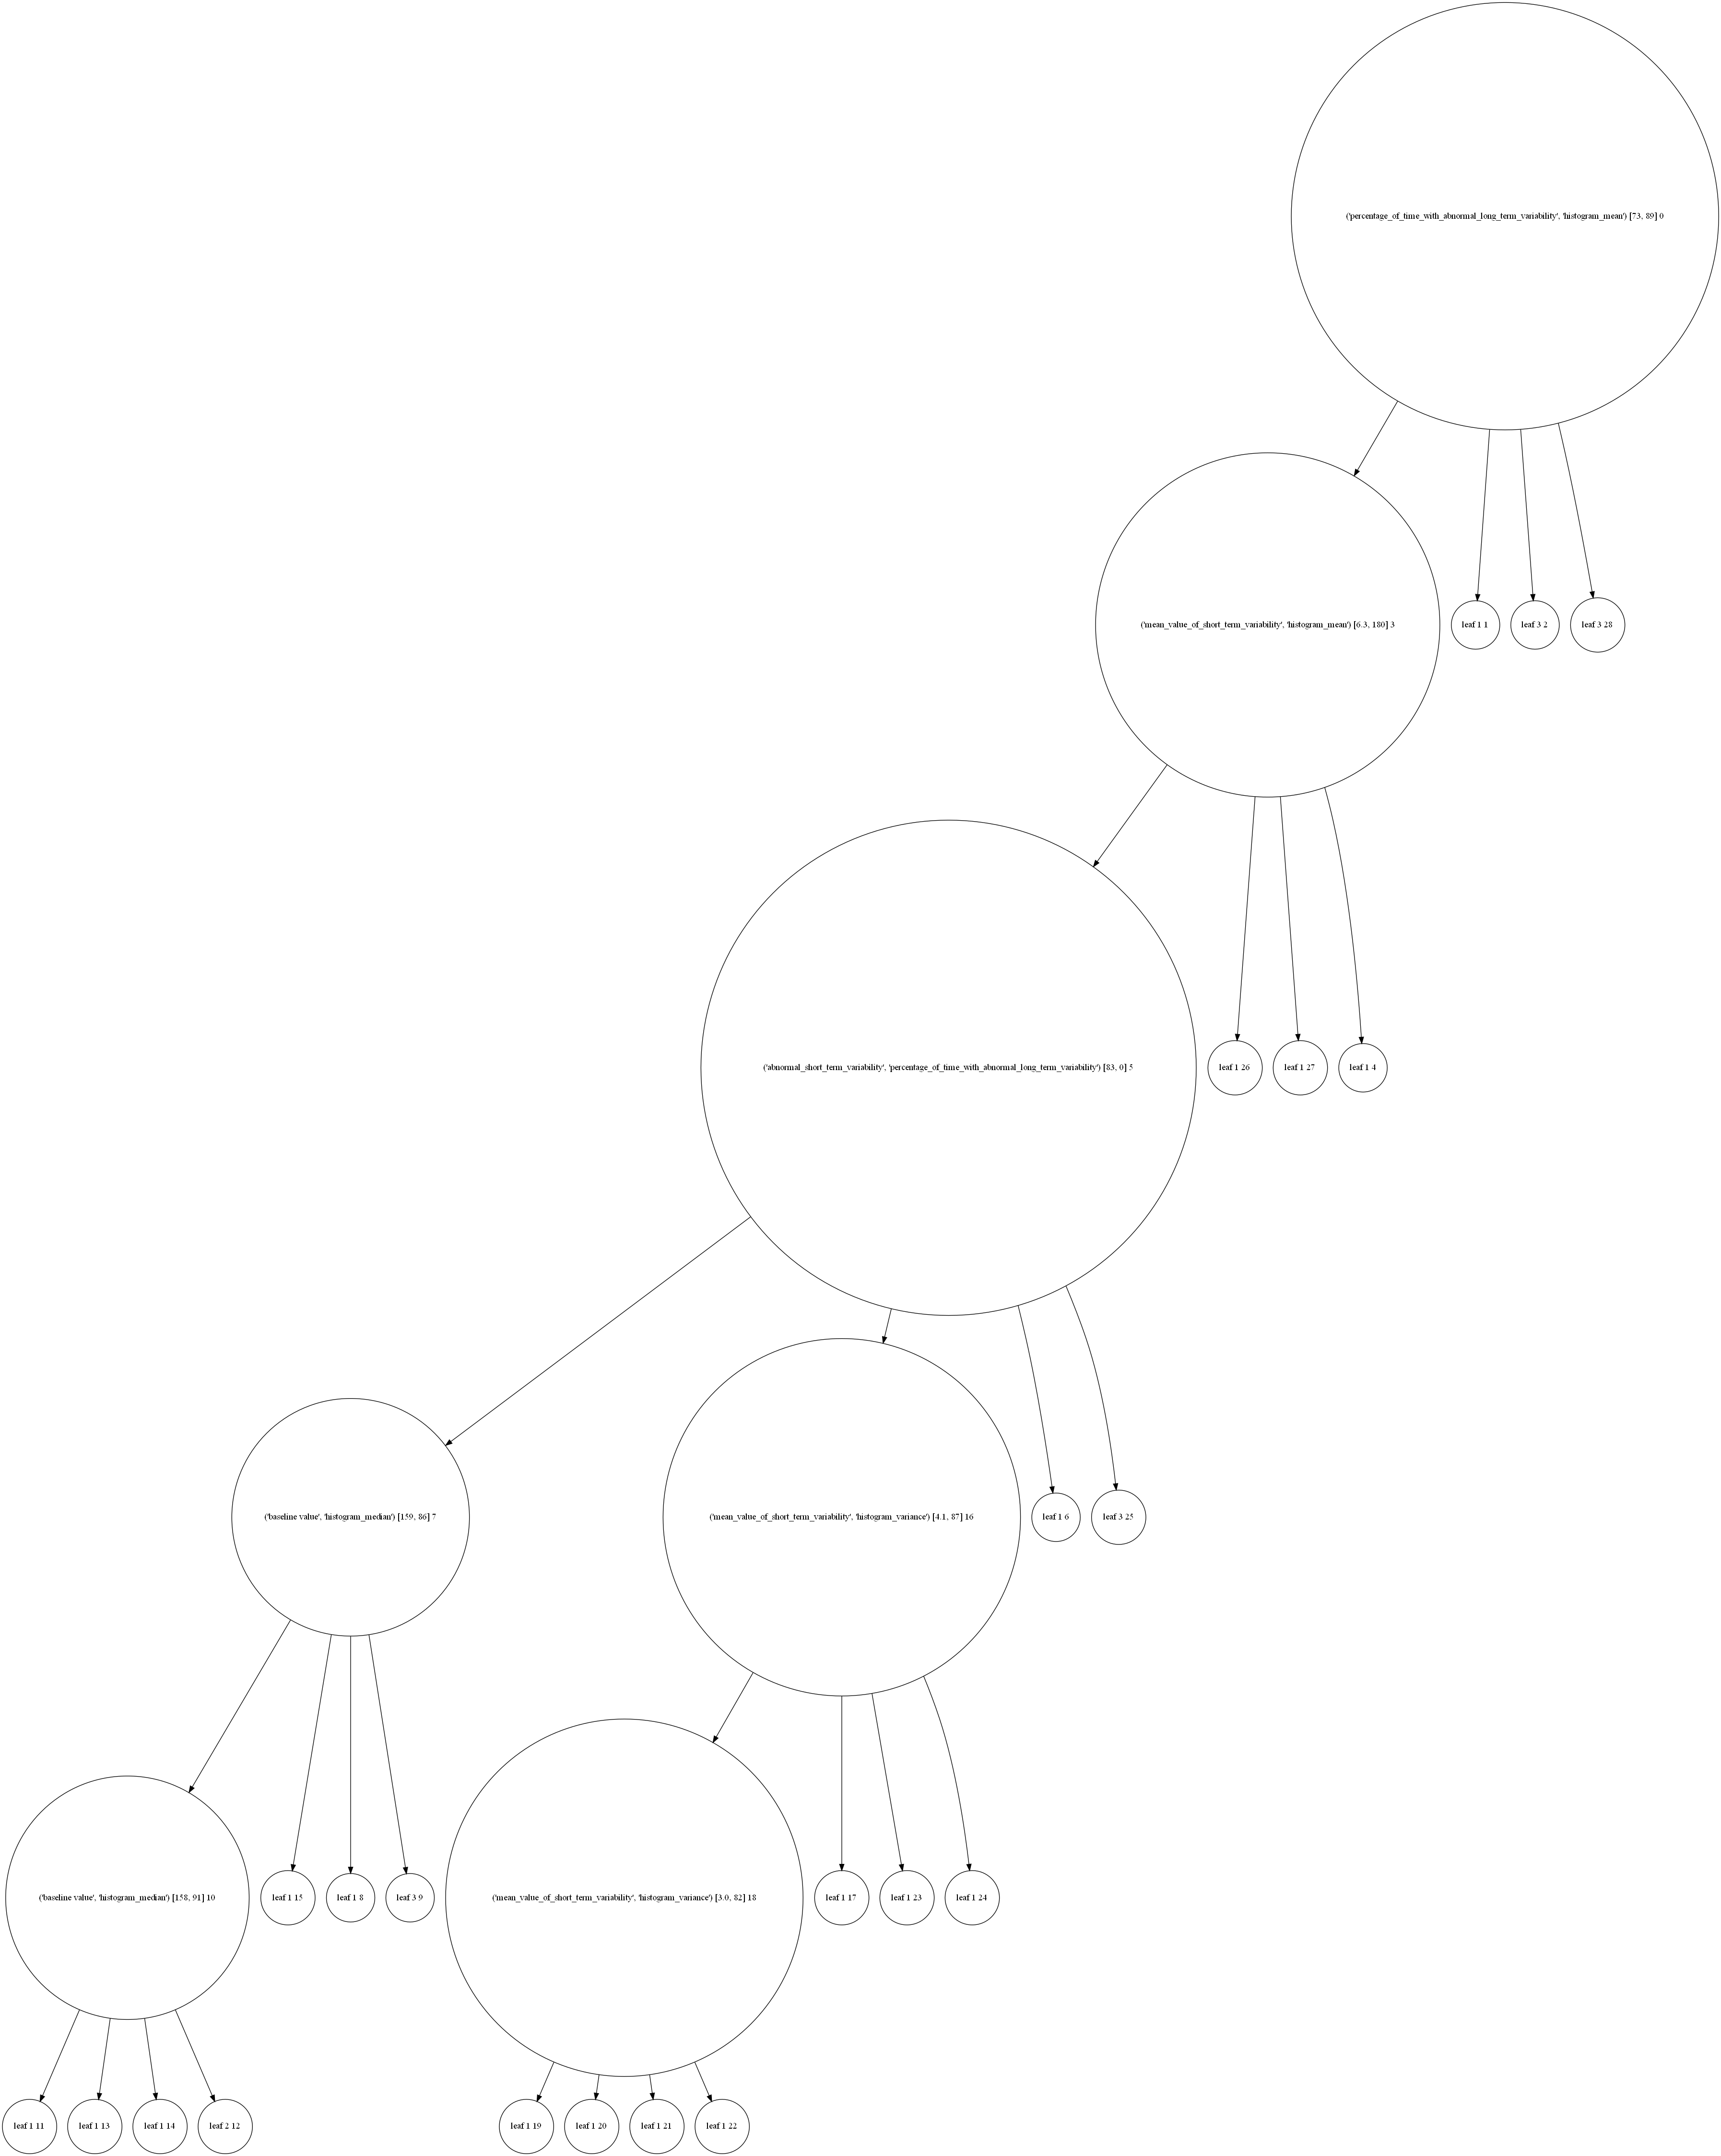 ('percentage_of_time_with_abnormal_long_term_variability', 'histogram_mean') [73, 89] 0
('mean_value_of_short_term_variability', 'histogram_mean') [6.3, 180] 3
leaf 1 1
leaf 3 2
leaf 3 28
('abnormal_short_term_variability', 'percentage_of_time_with_abnormal_long_term_variability') [83, 0] 5
leaf 1 26
leaf 1 27
leaf 1 4
('baseline value', 'histogram_median') [159, 86] 7
('mean_value_of_short_term_variability', 'histogram_variance') [4.1, 87] 16
leaf 1 6
leaf 3 25
('baseline value', 'histogram_median') [158, 91] 10
leaf 1 15
leaf 1 8
leaf 3 9
('mean_value_of_short_term_variability', 'histogram_variance') [3.0, 82] 18
leaf 1 17
leaf 1 23
leaf 1 24
leaf 1 11
leaf 1 13
leaf 1 14
leaf 2 12
leaf 1 19
leaf 1 20
leaf 1 21
leaf 1 22